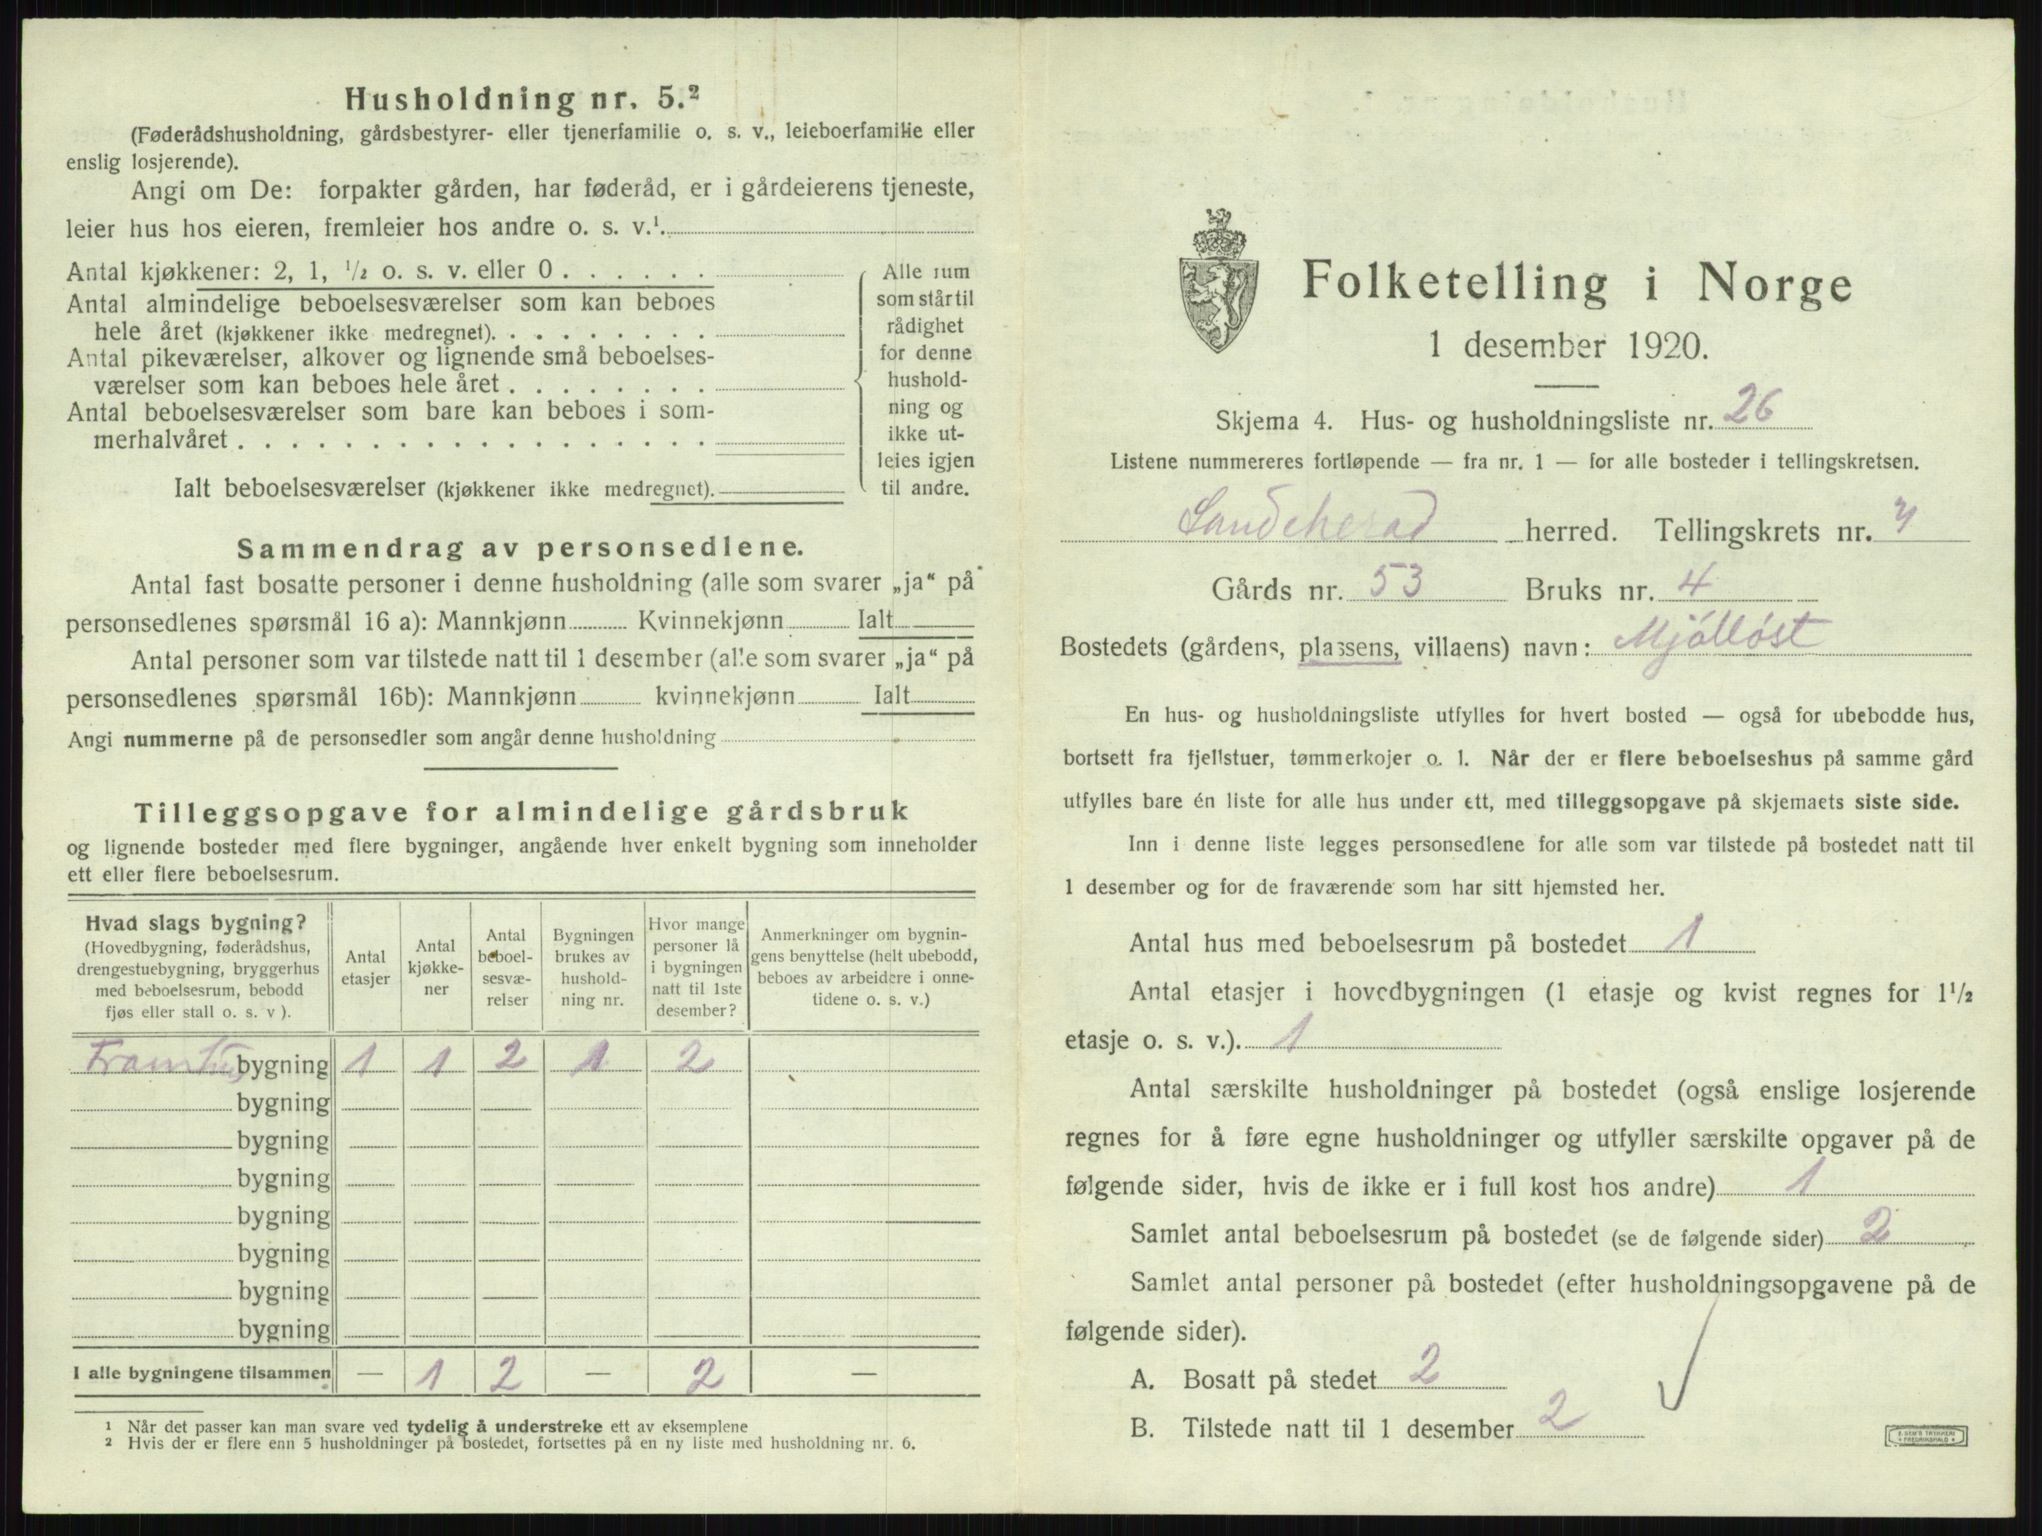 Husholdning nr. 5.²
(Føderådshusholdning, gårdsbestyrer- eller tjenerfamilie o. s. v., leieboerfamilie eller
enslig losjerende).
Angi om De: forpakter gården, har føderåd, er i gårdeierens tjeneste,
leier hus hos eieren, fremleier hos andre o. s. v.¹
Antal kjøkkener: 2, 1, ½ o. s. v. eller 0 . . . . . .
Antal almindelige beboelsesværelser som kan beboes
hele året (kjøkkener ikke medregnet). . . . . . . . .
Antal pikeværelser, alkover og lignende små beboelses-
værelser som kan beboes hele året . . . . . . . .
Antal beboelsesværelser som bare kan beboes i som-
merhalvåret . . . . . . . . . . . . . . . . . .
Ialt beboelsesværelser (kjøkkener ikke medregnet).
Alle rum
som står til
rådighet
for denne
hushold-
ning og
ikke ut-
leies igjen
til andre.
Sammendrag av personsedlene.
Antal fast bosatte personer i denne husholdning (alle som svarer „ja“ på
personsedlenes spørsmål 16 a): Mannkjønn Kvinnekjønn Ialt
Antal personer som var tilstede natt til 1 desember (alle som svarer „ja“ på
personsedlenes spørsmål 16b): Mannkjønn kvinnekjønn Ialt
Angi nummerne på de personsedler som angår denne husholdning
Tilleggsopgave for almindelige gårdsbruk
og lignende bosteder med flere bygninger, angående hver enkelt bygning som inneholder
ett eller flere beboelsesrum.
Hvad slags bygning?
(Hovedbygning, føderådshus,
drengestuebygning, bryggerhus
med beboelsesrum, bebodd
fjøs eller stall o. s. v ).
Antal
etasjer
Antal
kjøkke-
ner
Antal
beboel-
sesvæ-
relser
Bygningen
brukes av
hushold-
ning nr.
Hvor mange
personer lå
i bygningen
natt til 1ste
desember?
Anmerkninger om bygnin-
gens benyttelse (helt ubebodd,
beboes av arbeidere i onne-
tidene o. s. v.)
bygning 1 1 2 1 2
bygning
bygning
bygning
bygning
bygning
bygning
bygning
I alle bygningene tilsammen — 1 2 — 2 —
¹ Når det passer kan man svare ved tydelig å understreke ett av eksemplene
² Hvis der er flere enn 5 husholdninger på bostedet, fortsettes på en ny liste med husholdning nr. 6.
Folketelling i Norge
1 desember 1920.
Skjema 4. Hus- og husholdningsliste nr. 26
Listene nummereres fortløpende — fra nr. 1 — for alle bosteder i tellingskretsen.
Sandeherad herred. Tellingskrets nr. 7
Gårds nr. 53 Bruks nr. 4
Bostedets (gårdens, plassens, villaens) navn: Mjølløst
En hus- og husholdningsliste utfylles for hvert bosted — også for ubebodde hus,
bortsett fra fjellstuer, tømmerkojer o. l. Når der er flere beboelseshus på samme gård
utfylles bare én liste for alle hus under ett, med tilleggsopgave på skjemaets siste side.
Inn i denne liste legges personsedlene for alle som var tilstede på bostedet natt til
1 desember og for de fraværende som har sitt hjemsted her.
Antal hus med beboelsesrum på bostedet 1
Antal etasjer i hovedbygningen (1 etasje og kvist regnes for 1½
etasje o. s. v.). 1
Antal særskilte husholdninger på bostedet (også enslige losjerende
regnes for å føre egne husholdninger og utfyller særskilte opgaver på de
følgende sider, hvis de ikke er i full kost hos andre) 1
Samlet antal beboelsesrum på bostedet (se de følgende sider) 2
Samlet antal personer på bostedet (efter husholdningsopgavene på de
følgende sider).
A. Bosatt på stedet 2
B. Tilstede natt til 1 desember 2